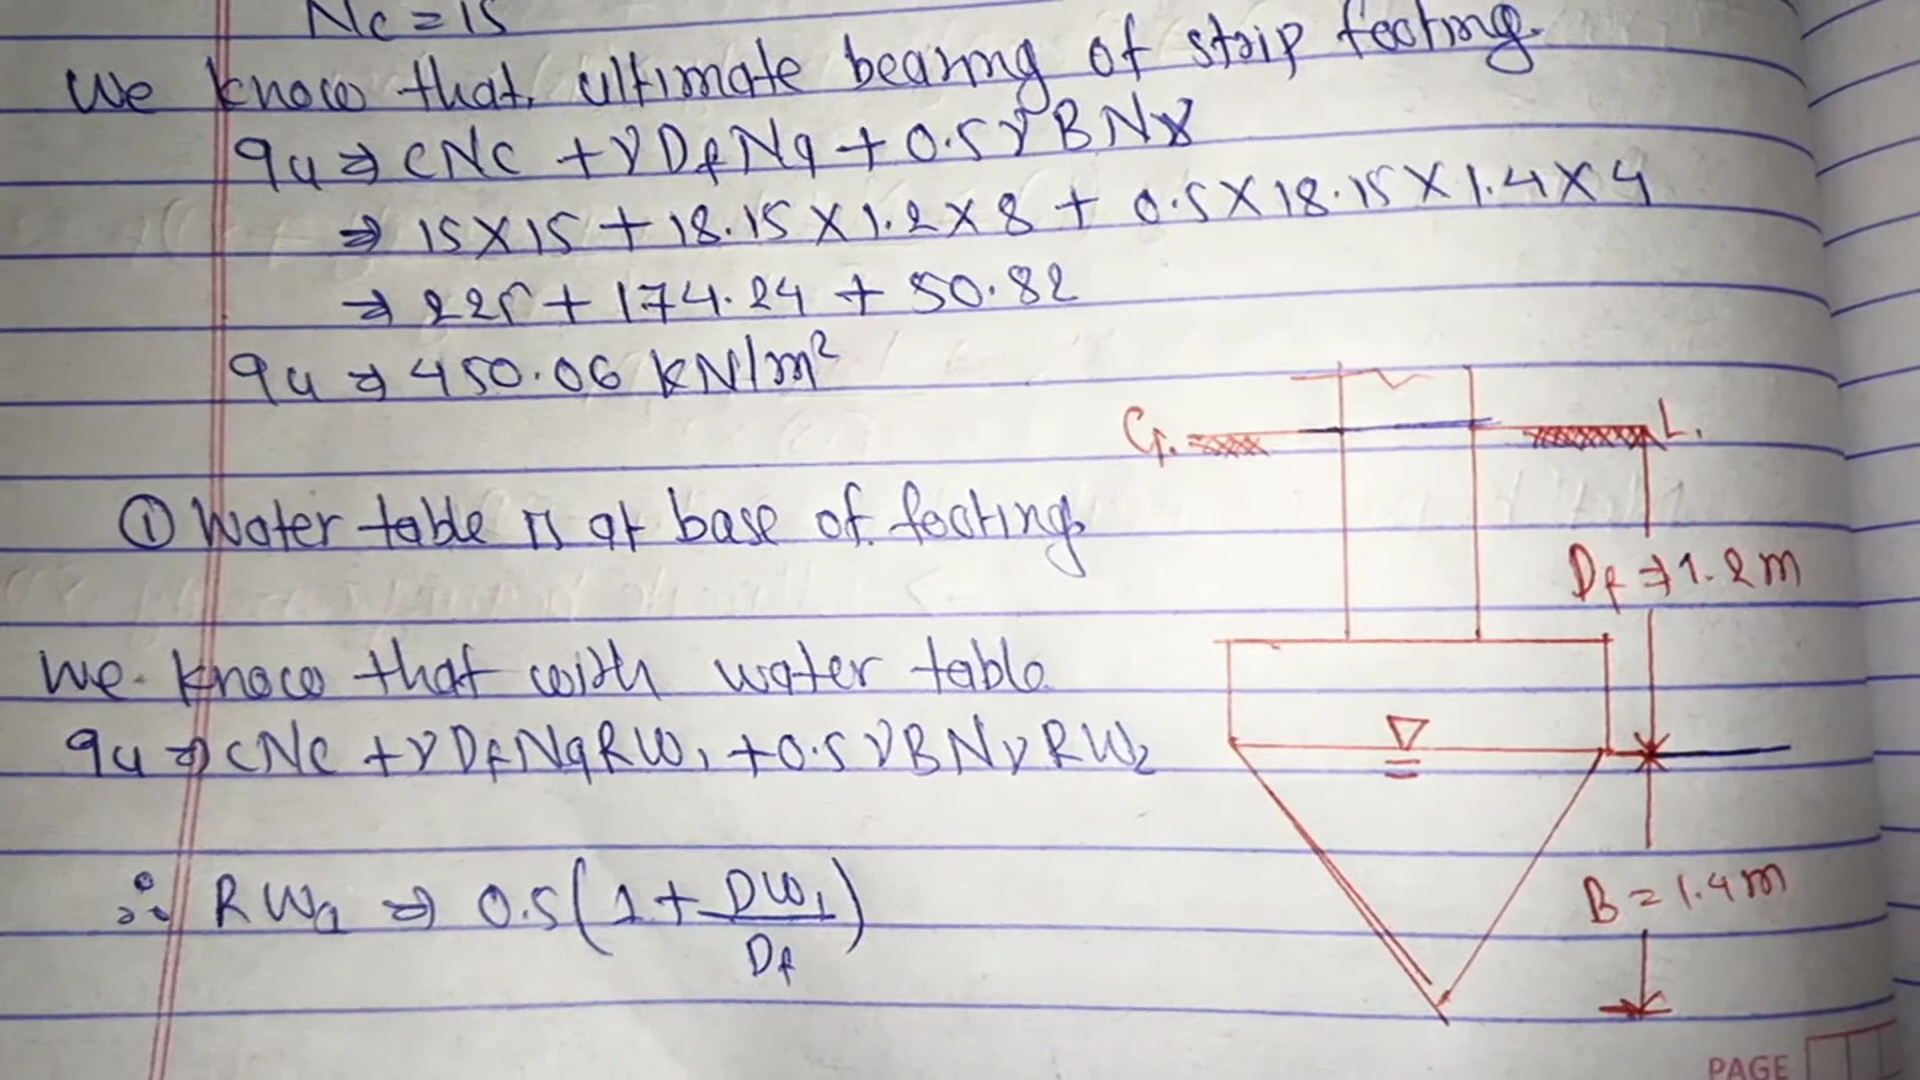 Nc = 15
We know that, ultimate bearing of strip footing.
qu ⇒ CNC + γDfNq + 0.5γBNγ
⇒ 15×15 + 18.15×1.2×8 + 0.5×18.15×1.4×4
⇒ 225 + 174.24 + 50.82
qu ⇒ 450.06 KN/m²
G. L.
① Water table is at base of footing.
Df ⇒ 1.2m
We know that with water table
qu ⇒ CNC + γDfNqRW₁ + 0.5γBNγRW₂
B = 1.4m
∴ RW₁ ⇒ 0.5(1 + DW₁/Df)
PAGE